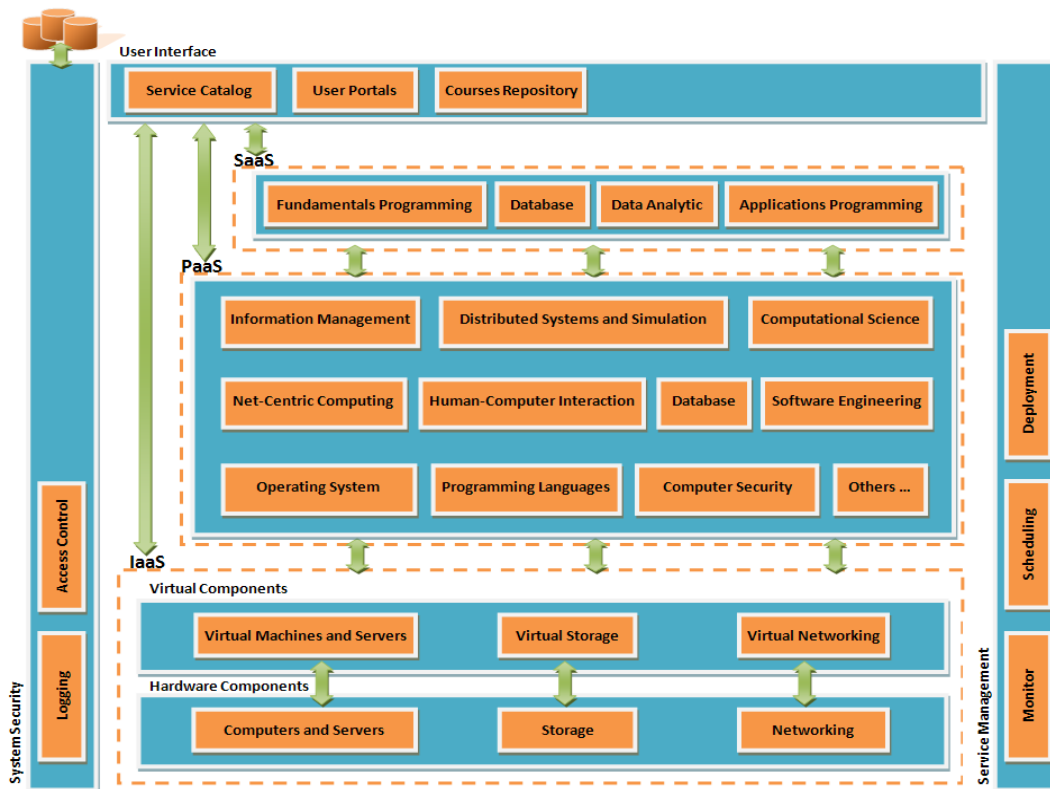 User Interface
Service Catalog
User Portals
Courses Repository
SaaS
Fundamentals Programming
Database
Data Analytic
Applications Programming
PaaS
Information Management
Distributed Systems and Simulation
Computational Science
Net-Centric Computing
Human-Computer Interaction
Database
Software Engineering
Operating System
Programming Languages
Computer Security
Others ...
IaaS
Virtual Components
Virtual Machines and Servers
Virtual Storage
Virtual Networking
Hardware Components
Computers and Servers
Storage
Networking
System Security
Access Control
Logging
Service Management
Deployment
Scheduling
Monitor